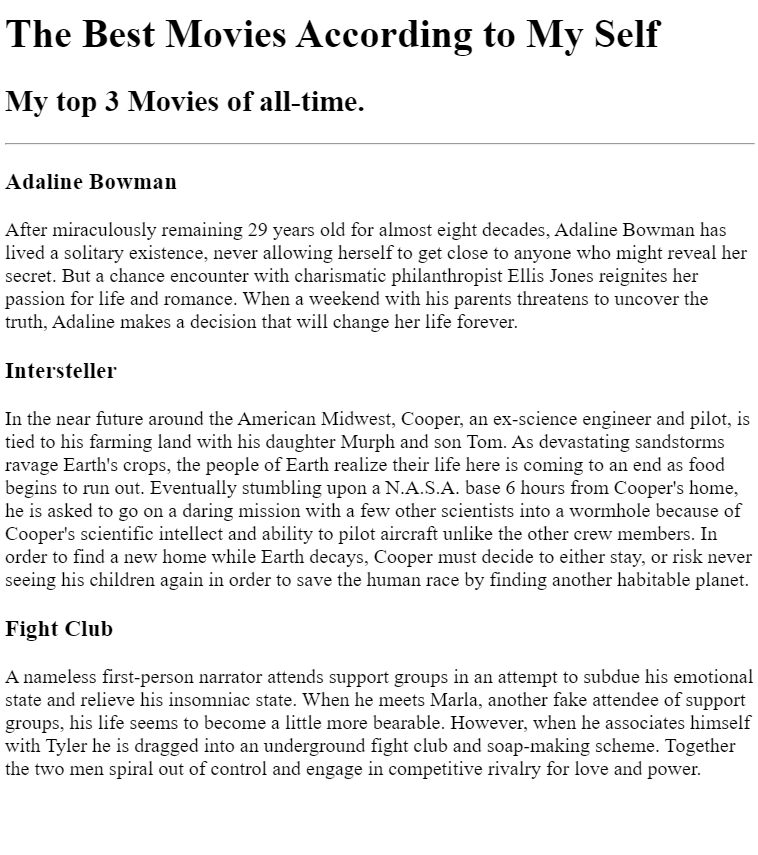 The Best Movies According to My Self
My top 3 Movies of all-time.
Adaline Bowman
After miraculously remaining 29 years old for almost eight decades, Adaline Bowman has
lived a solitary existence, never allowing herself to get close to anyone who might reveal her
secret. But a chance encounter with charismatic philanthropist Ellis Jones reignites her
passion for life and romance. When a weekend with his parents threatens to uncover the
truth, Adaline makes a decision that will change her life forever.
Intersteller
In the near future around the American Midwest, Cooper, an ex-science engineer and pilot, is
tied to his farming land with his daughter Murph and son Tom. As devastating sandstorms
ravage Earth's crops, the people of Earth realize their life here is coming to an end as food
begins to run out. Eventually stumbling upon a N.A.S.A. base 6 hours from Cooper's home,
he is asked to go on a daring mission with a few other scientists into a wormhole because of
Cooper's scientific intellect and ability to pilot aircraft unlike the other crew members. In
order to find a new home while Earth decays, Cooper must decide to either stay, or risk never
seeing his children again in order to save the human race by finding another habitable planet.
Fight Club
A nameless first-person narrator attends support groups in an attempt to subdue his emotional
state and relieve his insomniac state. When he meets Marla, another fake attendee of support
groups, his life seems to become a little more bearable. However, when he associates himself
with Tyler he is dragged into an underground fight club and soap-making scheme. Together
the two men spiral out of control and engage in competitive rivalry for love and power.